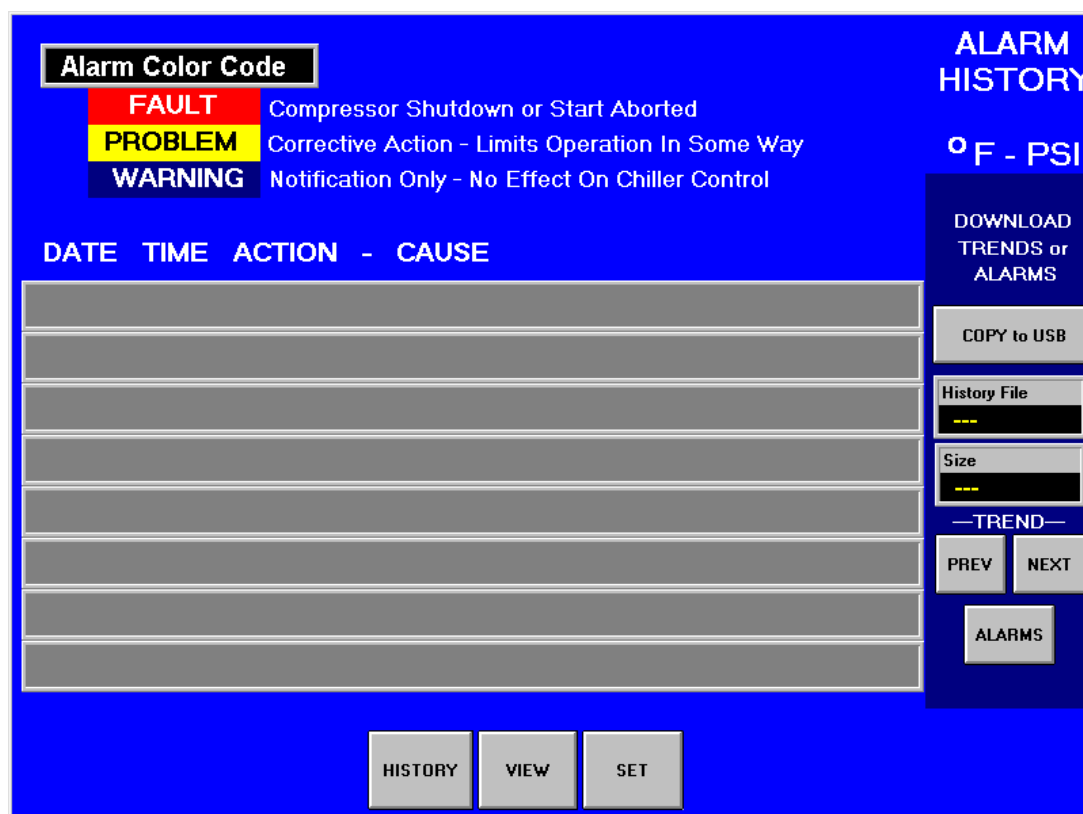 Alarm Color Code
FAULT Compressor Shutdown or Start Aborted
PROBLEM Corrective Action - Limits Operation In Some Way
WARNING Notification Only - No Effect On Chiller Control
DATE TIME ACTION - CAUSE
ALARM
HISTORY
°F - PSI
DOWNLOAD
TRENDS or
ALARMS
COPY to USB
History File
---
Size
---
—TREND—
PREV NEXT
ALARMS
HISTORY VIEW SET